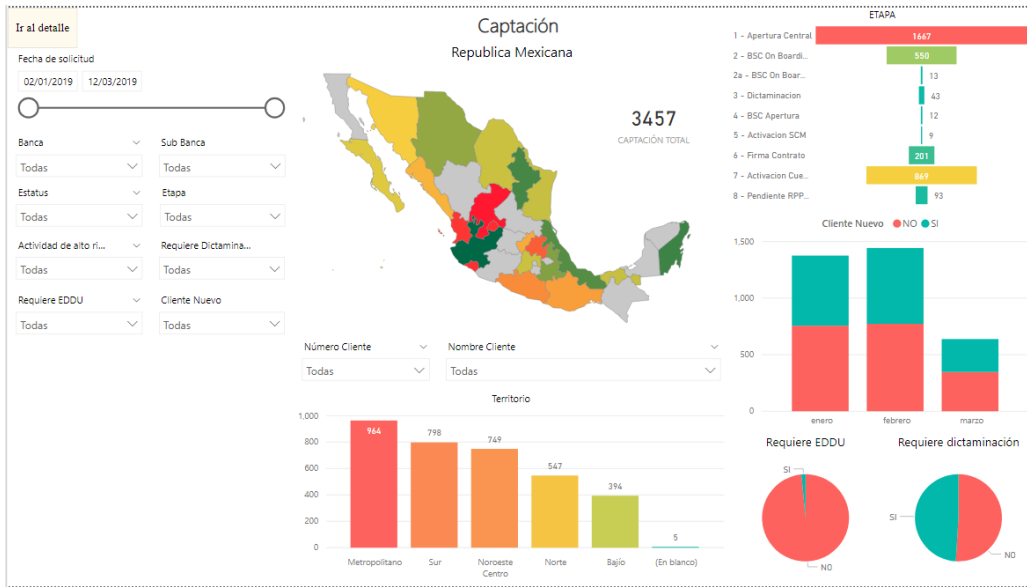 Ir al detalle
Fecha de solicitud
02/01/2019 12/03/2019
Banca Sub Banca
Todas Todas
Estatus Etapa
Todas Todas
Actividad de alto ri... Requiere Dictamina...
Todas Todas
Requiere EDDU Cliente Nuevo
Todas Todas
Captación
Republica Mexicana
3457
CAPTACIÓN TOTAL
Número Cliente Nombre Cliente
Todas Todas
Territorio
1,000
800
600
400
200
0
964 798 749 547 394 5
Metropolitano Sur Noroeste Centro Norte Bajío (En blanco)
ETAPA
1 - Apertura Central 1667
2 - BSC On Boardi... 550
2a - BSC On Boar... 13
3 - Dictaminacion 43
4 - BSC Apertura 12
5 - Activacion SCM 9
6 - Firma Contrato 201
7 - Activacion Cue... 869
8 - Pendiente RPP... 93
Cliente Nuevo NO SI
1,500
1,000
500
0
enero febrero marzo
Requiere EDDU
SI
NO
Requiere dictaminación
SI
NO